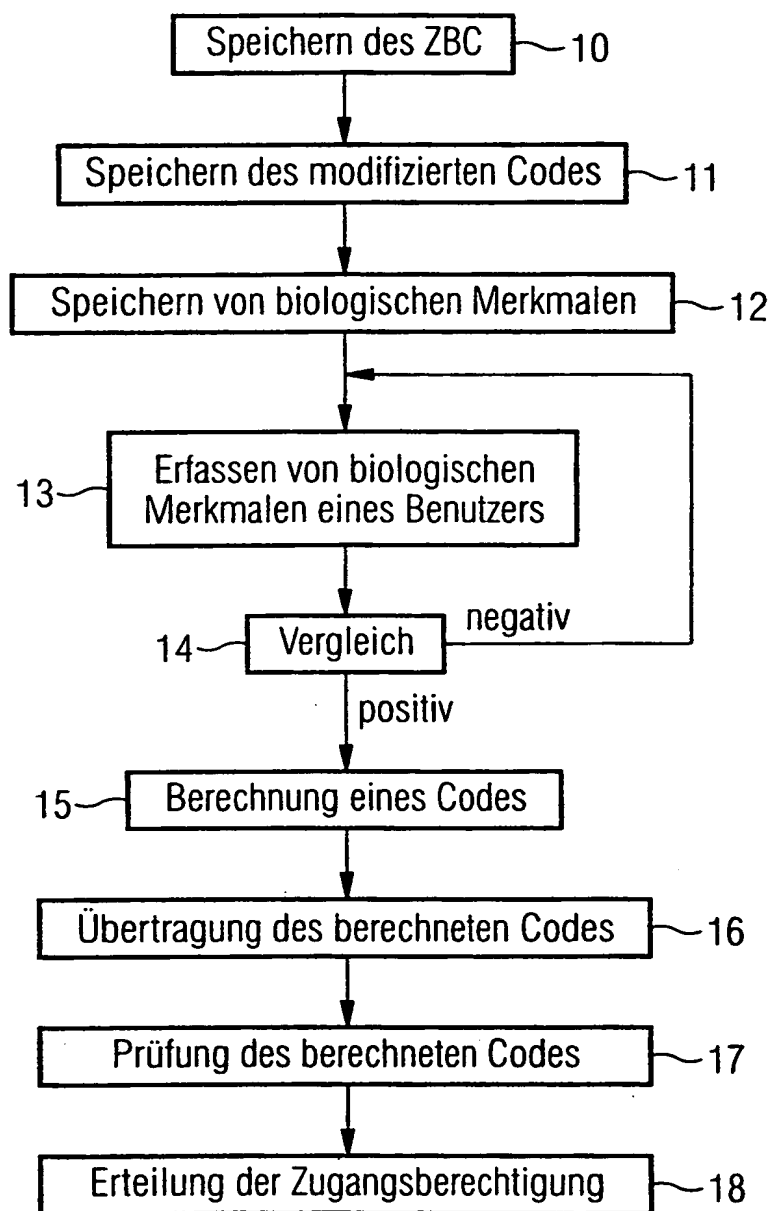 Speichern des ZBC
10
Speichern des modifizierten Codes
11
Speichern von biologischen Merkmalen
12
13
Erfassen von biologischen
Merkmalen eines Benutzers
14
Vergleich
negativ
positiv
15
Berechnung eines Codes
Übertragung des berechneten Codes
16
Prüfung des berechneten Codes
17
Erteilung der Zugangsberechtigung
18